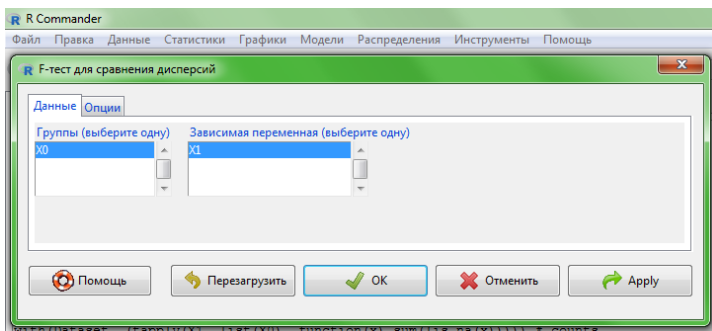 R Commander
Файл Правка Данные Статистики Графики Модели Распределения Инструменты Помощь
F-тест для сравнения дисперсий
Данные Опции
Группы (выберите одну) Зависимая переменная (выберите одну)
X0 X1
Помощь Перезагрузить OK Отменить Apply